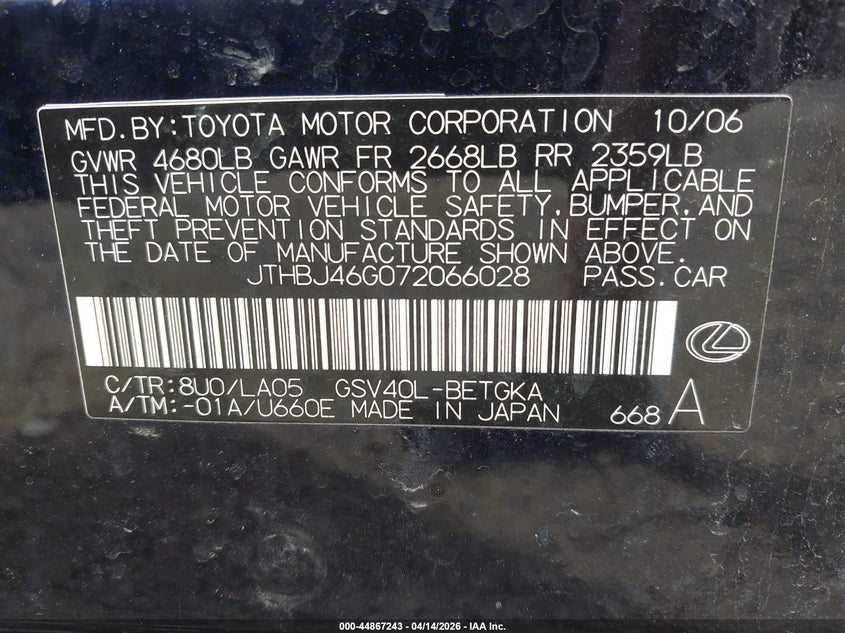 MFD.BY:TOYOTA MOTOR CORPORATION 10/06
GVWR 4680LB GAWR FR 2668LB RR 2359LB
THIS VEHICLE CONFORMS TO ALL APPLICABLE
FEDERAL MOTOR VEHICLE SAFETY,BUMPER,AND
THEFT PREVENTION STANDARDS IN EFFECT ON
THE DATE OF MANUFACTURE SHOWN ABOVE.
JTHBJ46G072066028 PASS.CAR
C/TR:8U0/LA05 GSV40L-BETGKA
A/TM:-01A/U660E MADE IN JAPAN 668 A
000-44867243 - 04/14/2026 - IAA Inc.